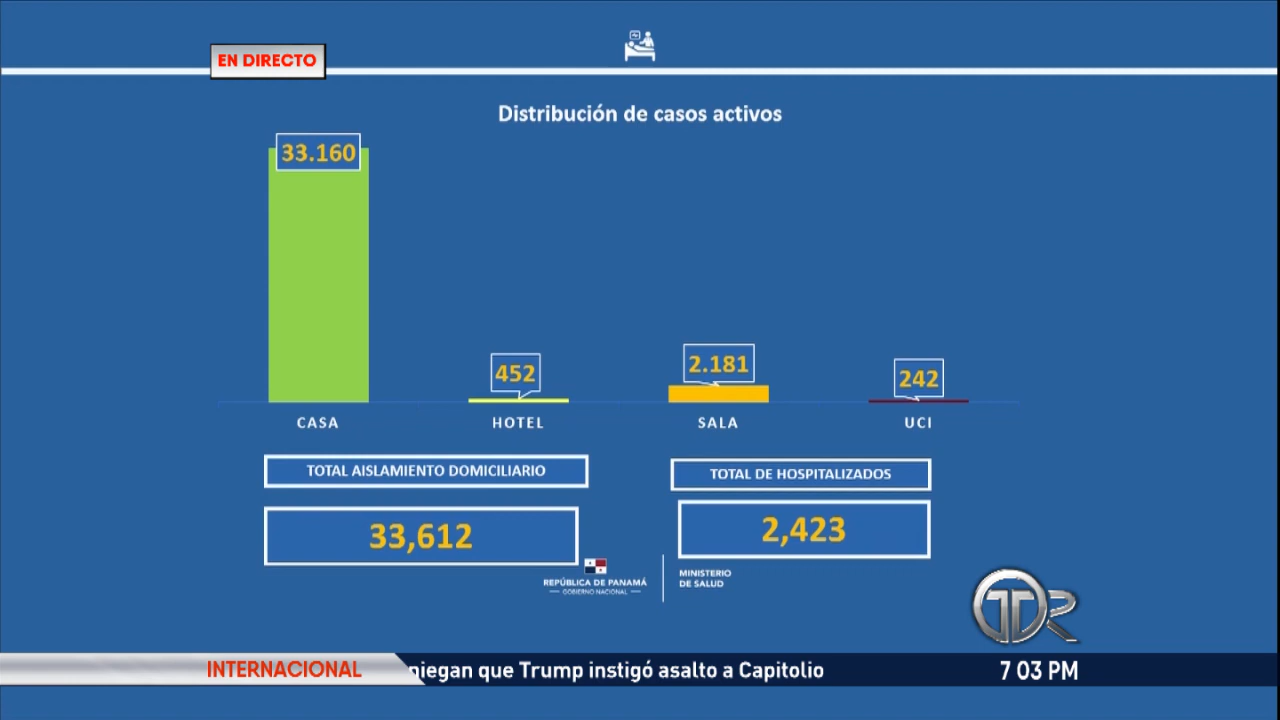 EN DIRECTO
Distribución de casos activos
33.160
452
2.181
242
CASA
HOTEL
SALA
UCI
TOTAL AISLAMIENTO DOMICILIARIO
TOTAL DE HOSPITALIZADOS
33,612
2,423
REPÚBLICA DE PANAMÁ
GOBIERNO NACIONAL
MINISTERIO
DE SALUD
TR
INTERNACIONAL
niegan que Trump instigó asalto a Capitolio
7 03 PM